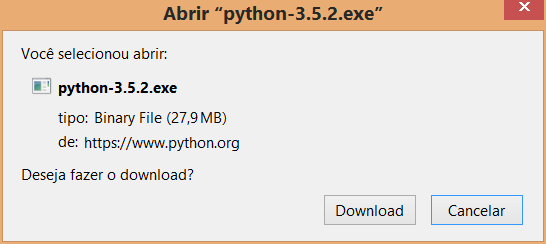 Abrir “python-3.5.2.exe”
Você selecionou abrir:
python-3.5.2.exe
tipo: Binary File (27,9 MB)
de: https://www.python.org
Deseja fazer o download?
Download Cancelar